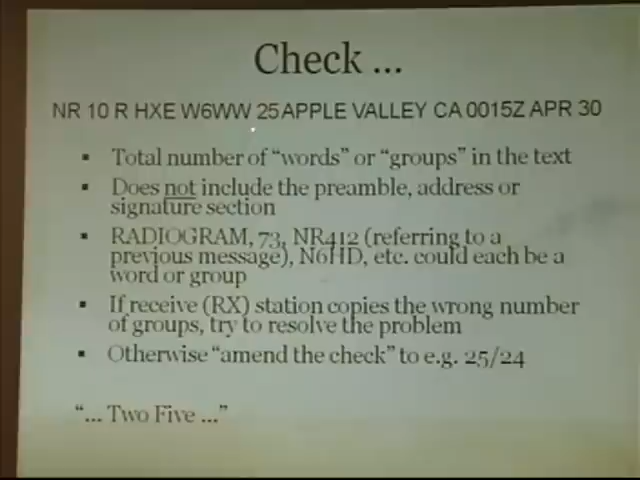 Check ...
NR 10 R HXE W6WW 25 APPLE VALLEY CA 0015Z APR 30
▪ Total number of “words” or “groups” in the text
▪ Does not include the preamble, address or
signature section
▪ RADIOGRAM, 73, NR412 (referring to a
previous message), N6HD, etc. could each be a
word or group
▪ If receive (RX) station copies the wrong number
of groups, try to resolve the problem
▪ Otherwise “amend the check” to e.g. 25/24
“... Two Five ...”